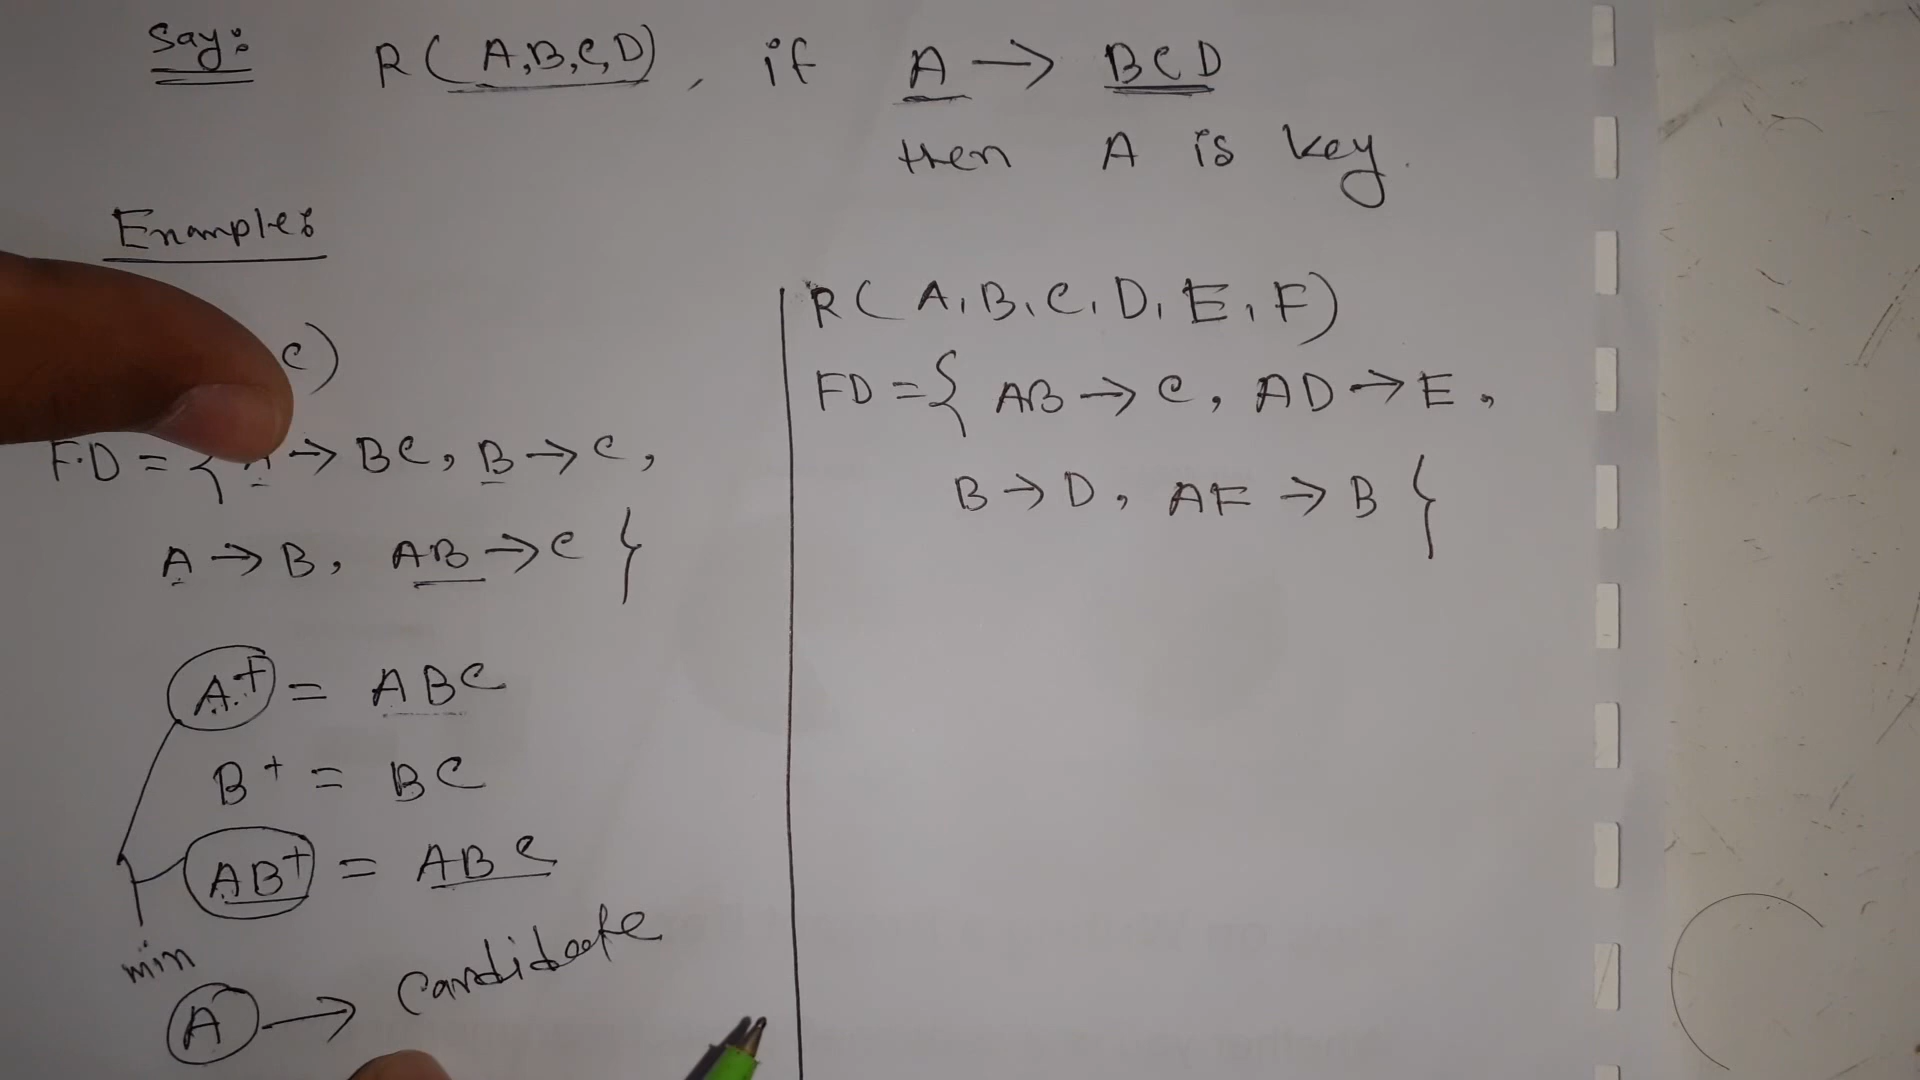 Say: R(A,B,C,D), if A → BCD
then A is key.
Example:
C)
F.D = { A → BC, B → C,
A → B, AB → C }
A+ = ABC
B+ = BC
AB+ = ABC
min
A → candidate
R(A,B,C,D,E,F)
FD = { AB → C, AD → E,
B → D, AF → B }